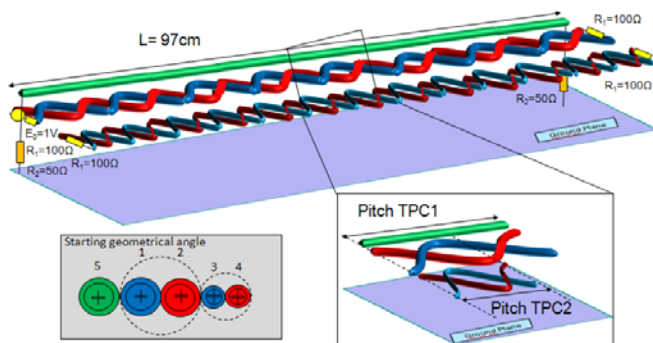 L= 97cm
R₁=100Ω
R₁=100Ω
R₂=50Ω
E₂=1V
R₁=100Ω
R₁=100Ω
R₂=50Ω
Ground Plane
Pitch TPC1
Starting geometrical angle
5 1 2 3 4
Pitch TPC2
Ground Plane